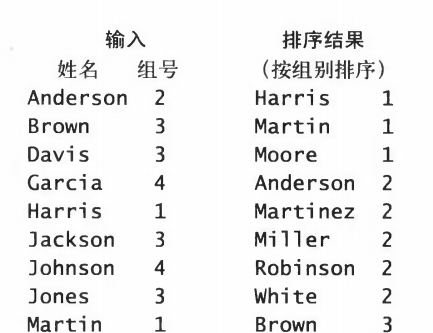 输入 排序结果
姓名 组号 （按组别排序）
Anderson 2 Harris 1
Brown 3 Martin 1
Davis 3 Moore 1
Garcia 4 Anderson 2
Harris 1 Martinez 2
Jackson 3 Miller 2
Johnson 4 Robinson 2
Jones 3 White 2
Martin 1 Brown 3